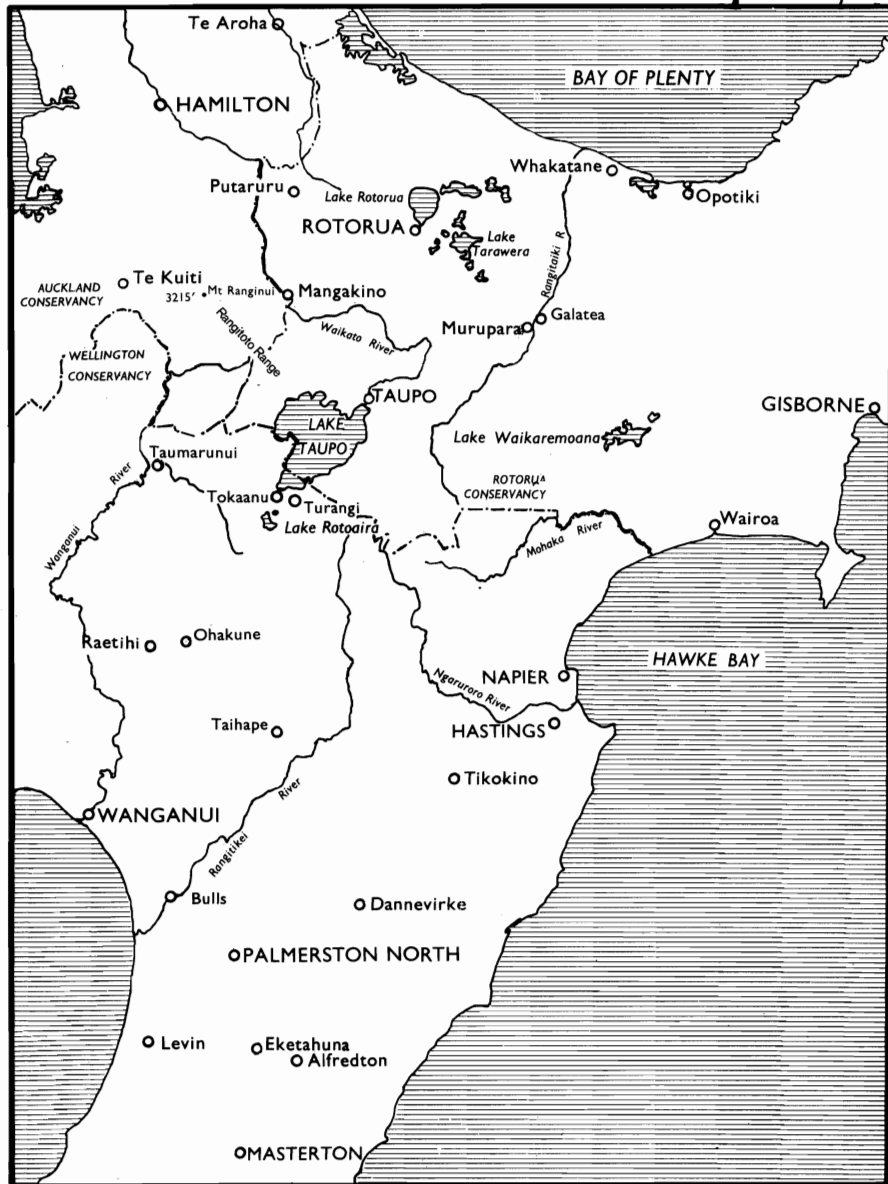 Te Aroha
BAY OF PLENTY
HAMILTON
Whakatane
Putaruru
Lake Rotorua
Opotiki
ROTORUA
Lake
Tarawera
Rangitaiki R
Te Kuiti
AUCKLAND
CONSERVANCY
3215' Mt Ranginui
Mangakino
Galatea
Murupara
Rangitoto Range
Waikato River
WELLINGTON
CONSERVANCY
TAUPO
GISBORNE
LAKE
TAUPO
Lake Waikaremoana
Taumarunui
ROTORUA
CONSERVANCY
Wanganui River
Tokaanu
Turangi
Lake Rotoaira
Wairoa
Mohaka River
Raetihi
Ohakune
HAWKE BAY
NAPIER
Ngaruroro River
Taihape
HASTINGS
Tikokino
Rangitikei River
WANGANUI
Bulls
Dannevirke
PALMERSTON NORTH
Levin
Eketahuna
Alfredton
MASTERTON